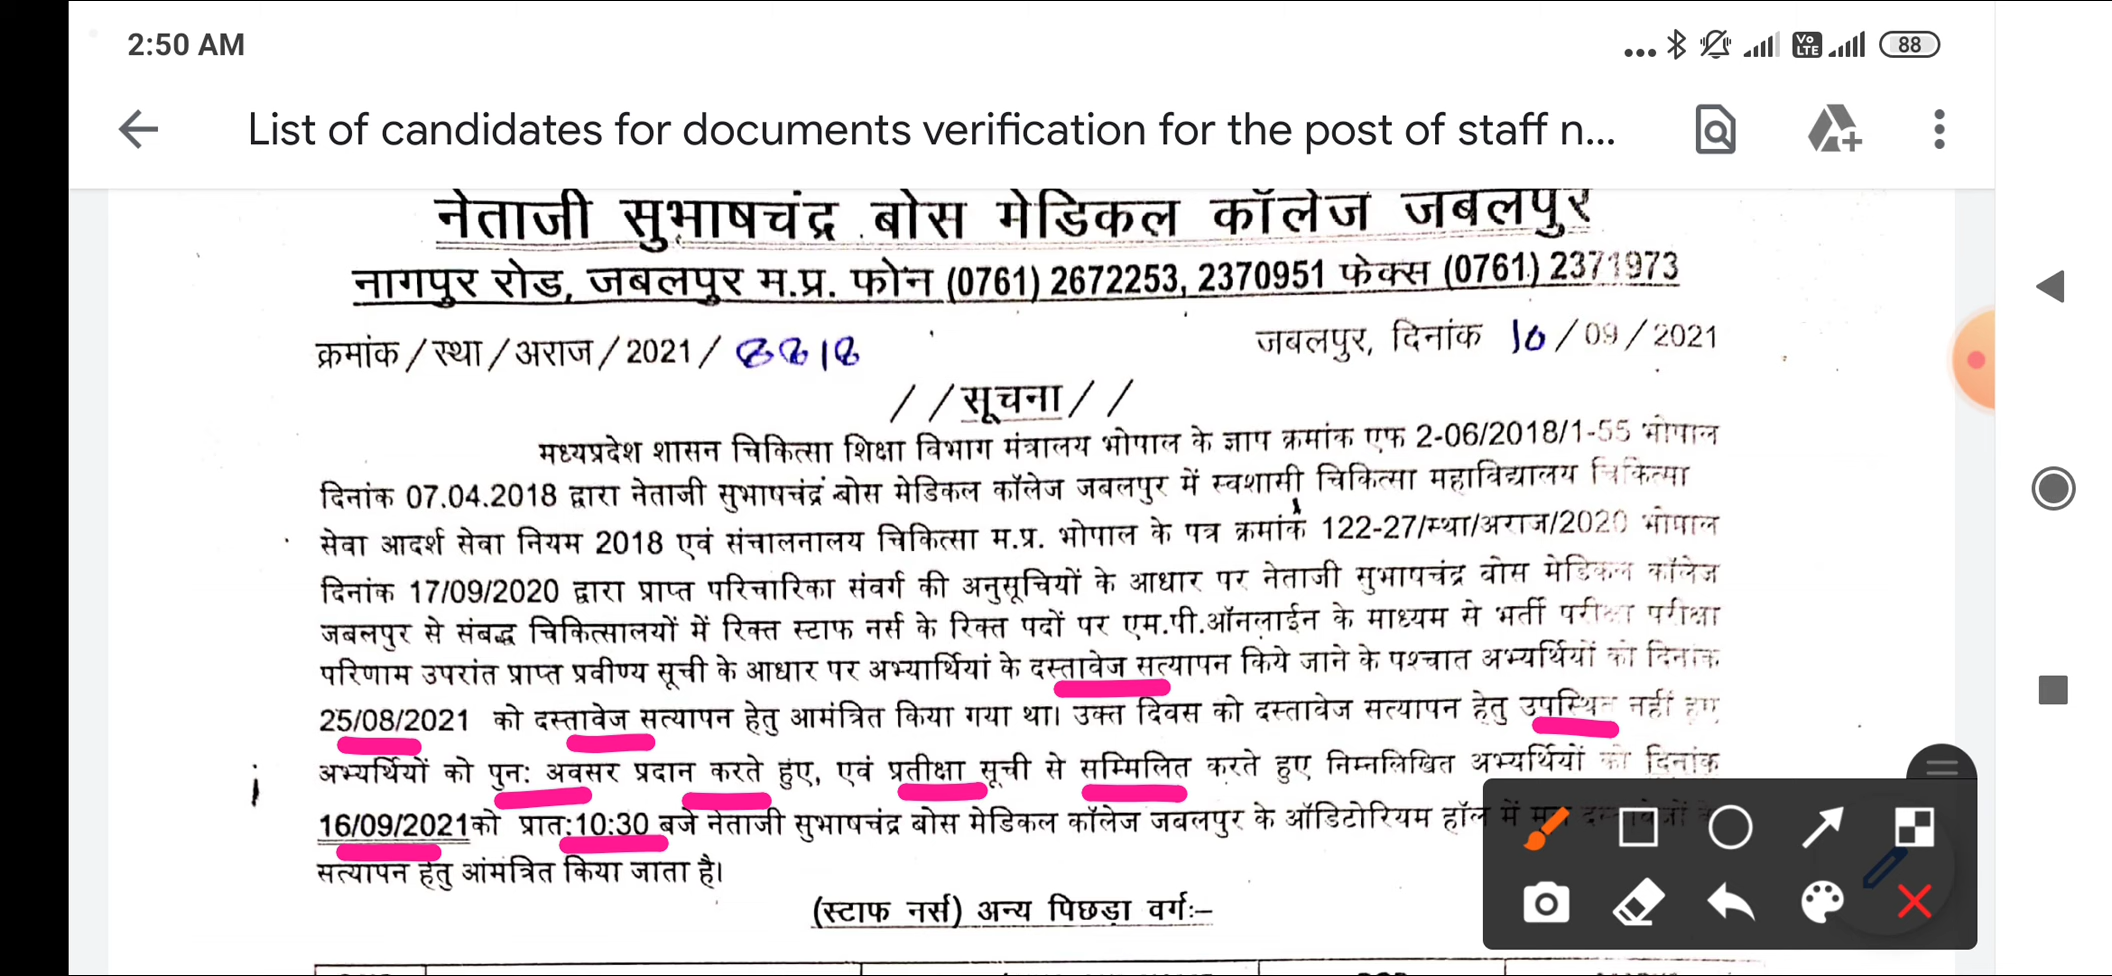 2:50 AM
Vo LTE 88
List of candidates for documents verification for the post of staff n...
नेताजी सुभाषचंद्र बोस मेडिकल कॉलेज जबलपुर
नागपुर रोड, जबलपुर म.प्र. फोन (0761) 2672253, 2370951 फेक्स (0761) 2371973
क्रमांक/स्था/अराज/2021/
जबलपुर, दिनांक 10/09/2021
//सूचना//
मध्यप्रदेश शासन चिकित्सा शिक्षा विभाग मंत्रालय भोपाल के ज्ञाप क्रमांक एफ 2-06/2018/1-55 भोपाल
दिनांक 07.04.2018 द्वारा नेताजी सुभाषचंद्र बोस मेडिकल कॉलेज जबलपुर में स्वशासी चिकित्सा महाविद्यालय चिकित्सा
सेवा आदर्श सेवा नियम 2018 एवं संचालनालय चिकित्सा म.प्र. भोपाल के पत्र क्रमांक 122-27/स्था/अराज/2020 भोपाल
दिनांक 17/09/2020 द्वारा प्राप्त परिचारिका संवर्ग की अनुसूचियों के आधार पर नेताजी सुभाषचंद्र बोस मेडिकल कॉलेज
जबलपुर से संबद्ध चिकित्सालयों में रिक्त स्टाफ नर्स के रिक्त पदों पर एम.पी.ऑनलाईन के माध्यम से भर्ती परीक्षा परीक्षा
परिणाम उपरांत प्राप्त प्रवीण्य सूची के आधार पर अभ्यार्थियां के दस्तावेज सत्यापन किये जाने के पश्चात अभ्यर्थियों को दिनांक
25/08/2021 को दस्तावेज सत्यापन हेतु आमंत्रित किया गया था। उक्त दिवस को दस्तावेज सत्यापन हेतु उपस्थित नहीं हुए
अभ्यर्थियों को पुन: अवसर प्रदान करते हुए, एवं प्रतीक्षा सूची से सम्मिलित करते हुए निम्नलिखित अभ्यर्थियों को दिनांक
16/09/2021 को प्रात:10:30 बजे नेताजी सुभाषचंद्र बोस मेडिकल कॉलेज जबलपुर के ऑडिटोरियम हॉल में
सत्यापन हेतु आंमत्रित किया जाता है।
(स्टाफ नर्स) अन्य पिछड़ा वर्ग:–